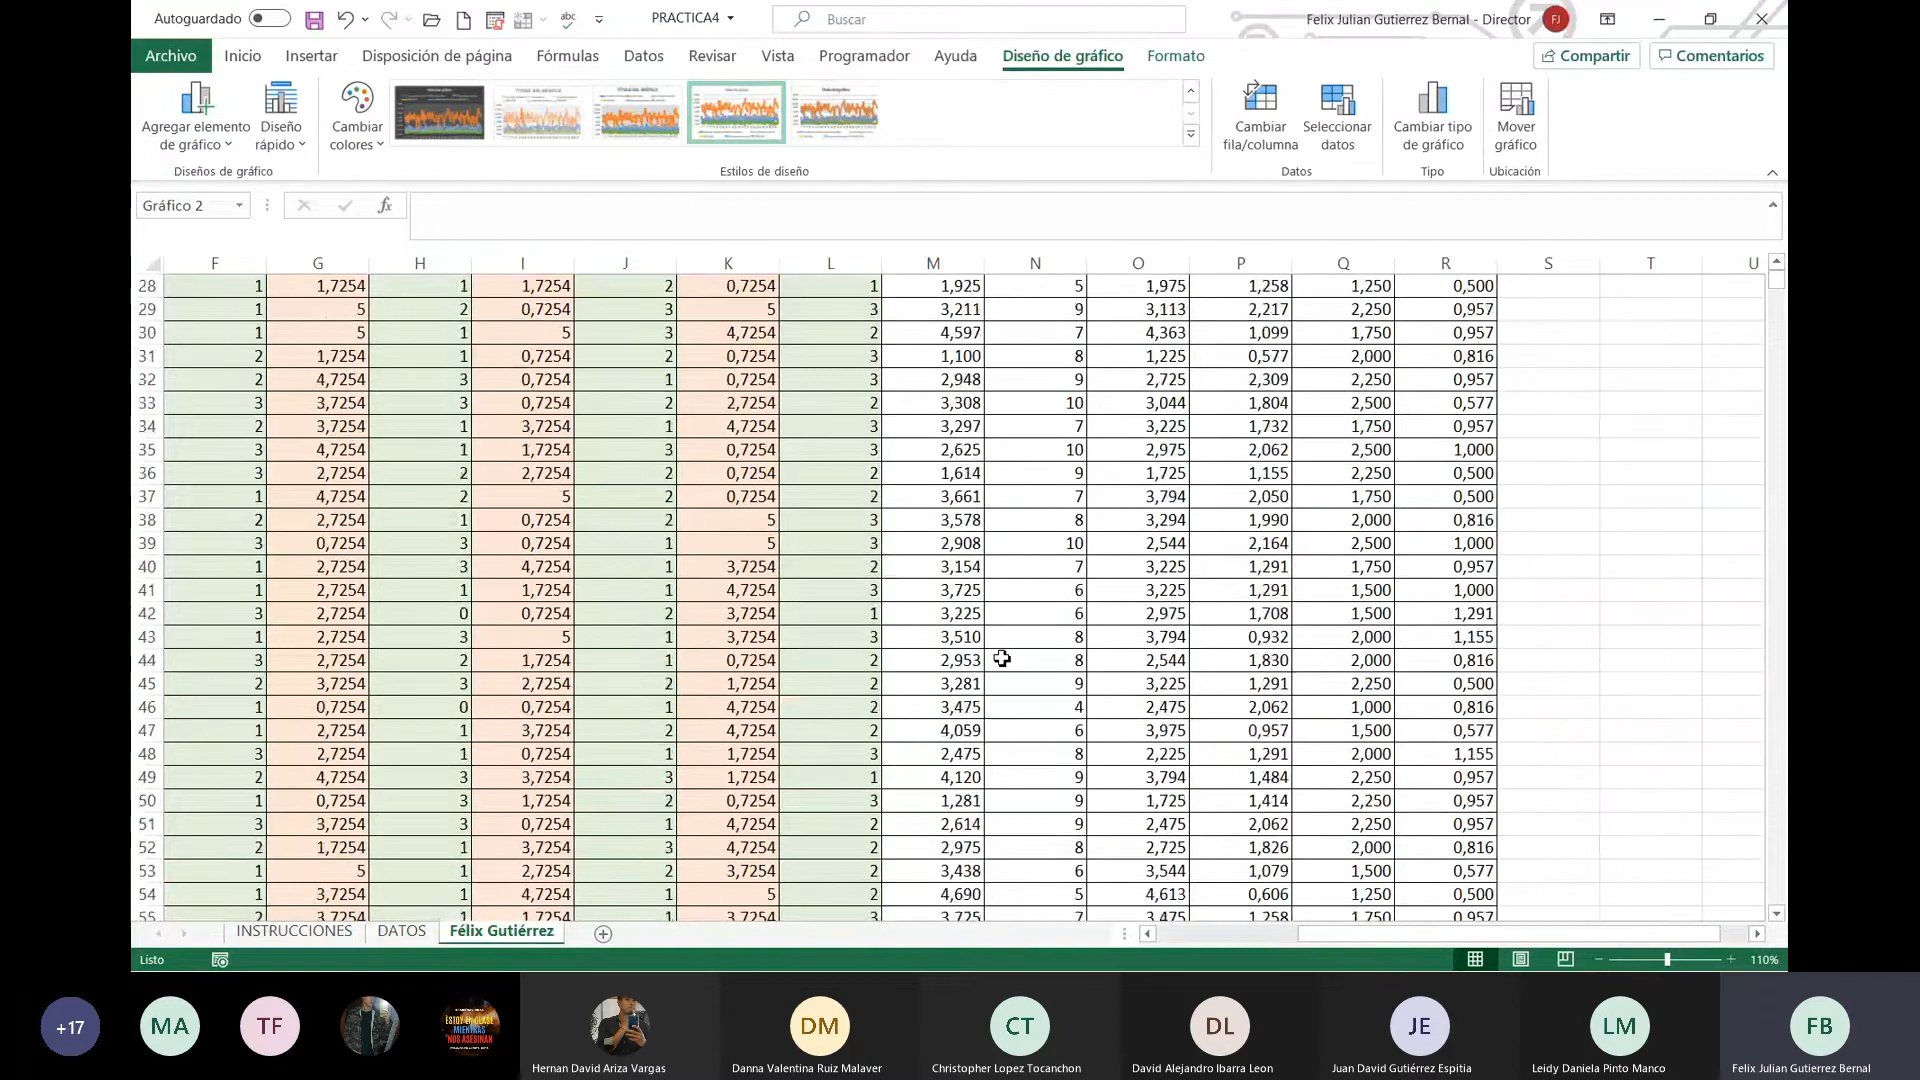 Autoguardado
abc
PRACTICA4
Buscar
Felix Julian Gutierrez Bernal - Director
FJ
Archivo Inicio Insertar Disposición de página Fórmulas Datos Revisar Vista Programador Ayuda Diseño de gráfico Formato Compartir Comentarios
Agregar elemento de gráfico
Diseño rápido
Cambiar colores
Cambiar fila/columna
Seleccionar datos
Cambiar tipo de gráfico
Mover gráfico
Diseños de gráfico
Estilos de diseño
Datos
Tipo
Ubicación
Gráfico 2
fx
F G H I J K L M N O P Q R S T U
28 1 1,7254 1 1,7254 2 0,7254 1 1,925 5 1,975 1,258 1,250 0,500
29 1 5 2 0,7254 3 5 3 3,211 9 3,113 2,217 2,250 0,957
30 1 5 1 5 3 4,7254 2 4,597 7 4,363 1,099 1,750 0,957
31 2 1,7254 1 0,7254 2 0,7254 3 1,100 8 1,225 0,577 2,000 0,816
32 2 4,7254 3 0,7254 1 0,7254 3 2,948 9 2,725 2,309 2,250 0,957
33 3 3,7254 3 0,7254 2 2,7254 2 3,308 10 3,044 1,804 2,500 0,577
34 2 3,7254 1 3,7254 1 4,7254 3 3,297 7 3,225 1,732 1,750 0,957
35 3 4,7254 1 1,7254 3 0,7254 3 2,625 10 2,975 2,062 2,500 1,000
36 3 2,7254 2 2,7254 2 0,7254 2 1,614 9 1,725 1,155 2,250 0,500
37 1 4,7254 2 5 2 0,7254 2 3,661 7 3,794 2,050 1,750 0,500
38 2 2,7254 1 0,7254 2 5 3 3,578 8 3,294 1,990 2,000 0,816
39 3 0,7254 3 0,7254 1 5 3 2,908 10 2,544 2,164 2,500 1,000
40 1 2,7254 3 4,7254 1 3,7254 2 3,154 7 3,225 1,291 1,750 0,957
41 1 2,7254 1 1,7254 1 4,7254 3 3,725 6 3,225 1,291 1,500 1,000
42 3 2,7254 0 0,7254 2 3,7254 1 3,225 6 2,975 1,708 1,500 1,291
43 1 2,7254 3 5 1 3,7254 3 3,510 8 3,794 0,932 2,000 1,155
44 3 2,7254 2 1,7254 1 0,7254 2 2,953 8 2,544 1,830 2,000 0,816
45 2 3,7254 3 2,7254 2 1,7254 2 3,281 9 3,225 1,291 2,250 0,500
46 1 0,7254 0 0,7254 1 4,7254 2 3,475 4 2,475 2,062 1,000 0,816
47 1 2,7254 1 3,7254 2 4,7254 2 4,059 6 3,975 0,957 1,500 0,577
48 3 2,7254 1 0,7254 1 1,7254 3 2,475 8 2,225 1,291 2,000 1,155
49 2 4,7254 3 3,7254 3 1,7254 1 4,120 9 3,794 1,484 2,250 0,957
50 1 0,7254 3 1,7254 2 0,7254 3 1,281 9 1,725 1,414 2,250 0,957
51 3 3,7254 3 0,7254 1 4,7254 2 2,614 9 2,475 2,062 2,250 0,957
52 2 1,7254 1 3,7254 3 4,7254 2 2,975 8 2,725 1,826 2,000 0,816
53 1 5 1 2,7254 2 3,7254 2 3,438 6 3,544 1,079 1,500 0,577
54 1 3,7254 1 4,7254 1 5 2 4,690 5 4,613 0,606 1,250 0,500
55 2 3,7254 1 1,7254 1 3,7254 3 3,725 7 3,475 1,258 1,750 0,957
INSTRUCCIONES DATOS Félix Gutiérrez
Listo
110%
+17
MA
TF
ESTOY EN CLASE
MIENTRAS
NOS ASESINAN
DM
CT
DL
JE
LM
FB
Hernan David Ariza Vargas
Danna Valentina Ruiz Malaver
Christopher Lopez Tocanchon
David Alejandro Ibarra Leon
Juan David Gutiérrez Espitia
Leidy Daniela Pinto Manco
Felix Julian Gutierrez Bernal